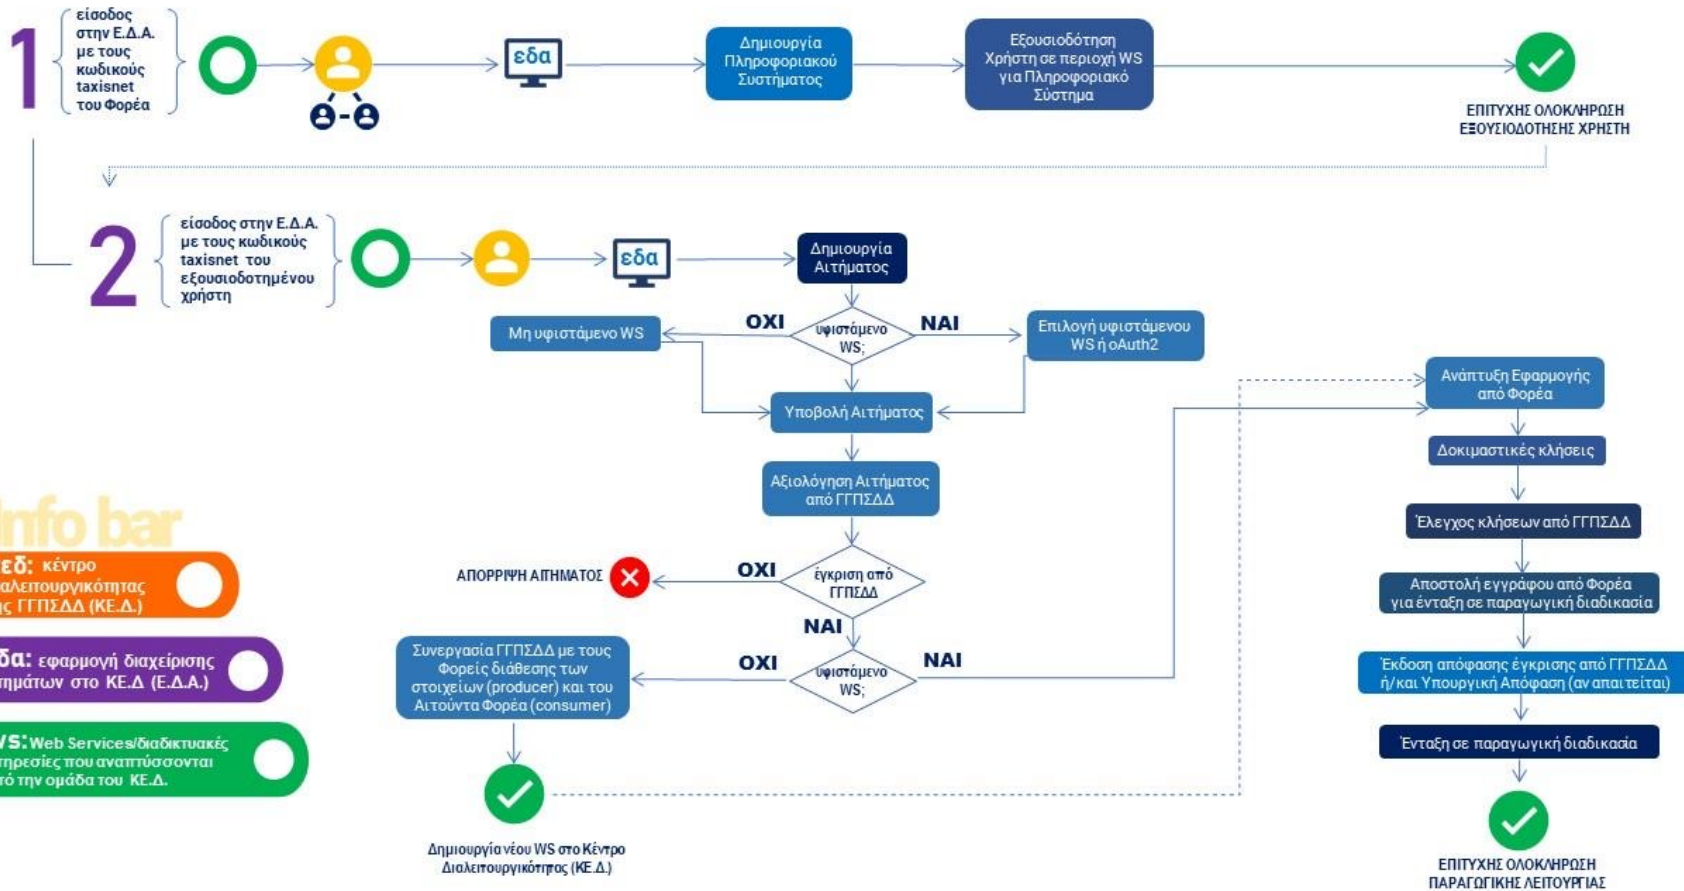 1
είσοδος
στην Ε.Δ.Α.
με τους
κωδικούς
taxisnet
του Φορέα
εδα
Δημιουργία
Πληροφοριακού
Συστήματος
Εξουσιοδότηση
Χρήστη σε περιοχή WS
για Πληροφοριακό
Σύστημα
ΕΠΙΤΥΧΗΣ ΟΛΟΚΛΗΡΩΣΗ
ΕΞΟΥΣΙΟΔΟΤΗΣΗΣ ΧΡΗΣΤΗ
2
είσοδος στην Ε.Δ.Α.
με τους κωδικούς
taxisnet του
εξουσιοδοτημένου
χρήστη
εδα
Δημιουργία
Αιτήματος
Μη υφιστάμενο WS
ΟΧΙ
υφιστάμενο
WS;
ΝΑΙ
Επιλογή υφιστάμενου
WS ή oAuth2
Υποβολή Αιτήματος
Αξιολόγηση Αιτήματος
από ΓΓΠΣΔΔ
ΑΠΟΡΡΙΨΗ ΑΙΤΗΜΑΤΟΣ
ΟΧΙ
έγκριση από
ΓΓΠΣΔΔ
ΝΑΙ
Συνεργασία ΓΓΠΣΔΔ με τους
Φορείς διάθεσης των
στοιχείων (producer) και του
Αιτούντα Φορέα (consumer)
ΟΧΙ
υφιστάμενο
WS;
ΝΑΙ
Δημιουργία νέου WS στο Κέντρο
Διαλειτουργικότητας (ΚΕ.Δ.)
Ανάπτυξη Εφαρμογής
από Φορέα
Δοκιμαστικές κλήσεις
Έλεγχος κλήσεων από ΓΓΠΣΔΔ
Αποστολή εγγράφου από Φορέα
για ένταξη σε παραγωγική διαδικασία
Έκδοση απόφασης έγκρισης από ΓΓΠΣΔΔ
ή/και Υπουργική Απόφαση (αν απαιτείται)
Ένταξη σε παραγωγική διαδικασία
ΕΠΙΤΥΧΗΣ ΟΛΟΚΛΗΡΩΣΗ
ΠΑΡΑΓΩΓΙΚΗΣ ΛΕΙΤΟΥΡΓΙΑΣ
Info bar
εδ: κέντρο
αλειτουργικότητας
ης ΓΓΠΣΔΔ (ΚΕ.Δ.)
δα: εφαρμογή διαχείρισης
τημάτων στο ΚΕ.Δ (Ε.Δ.Α.)
vs: Web Services/διαδικτυακές
τηρεσίες που αναπτύσσονται
τό την ομάδα του ΚΕ.Δ.